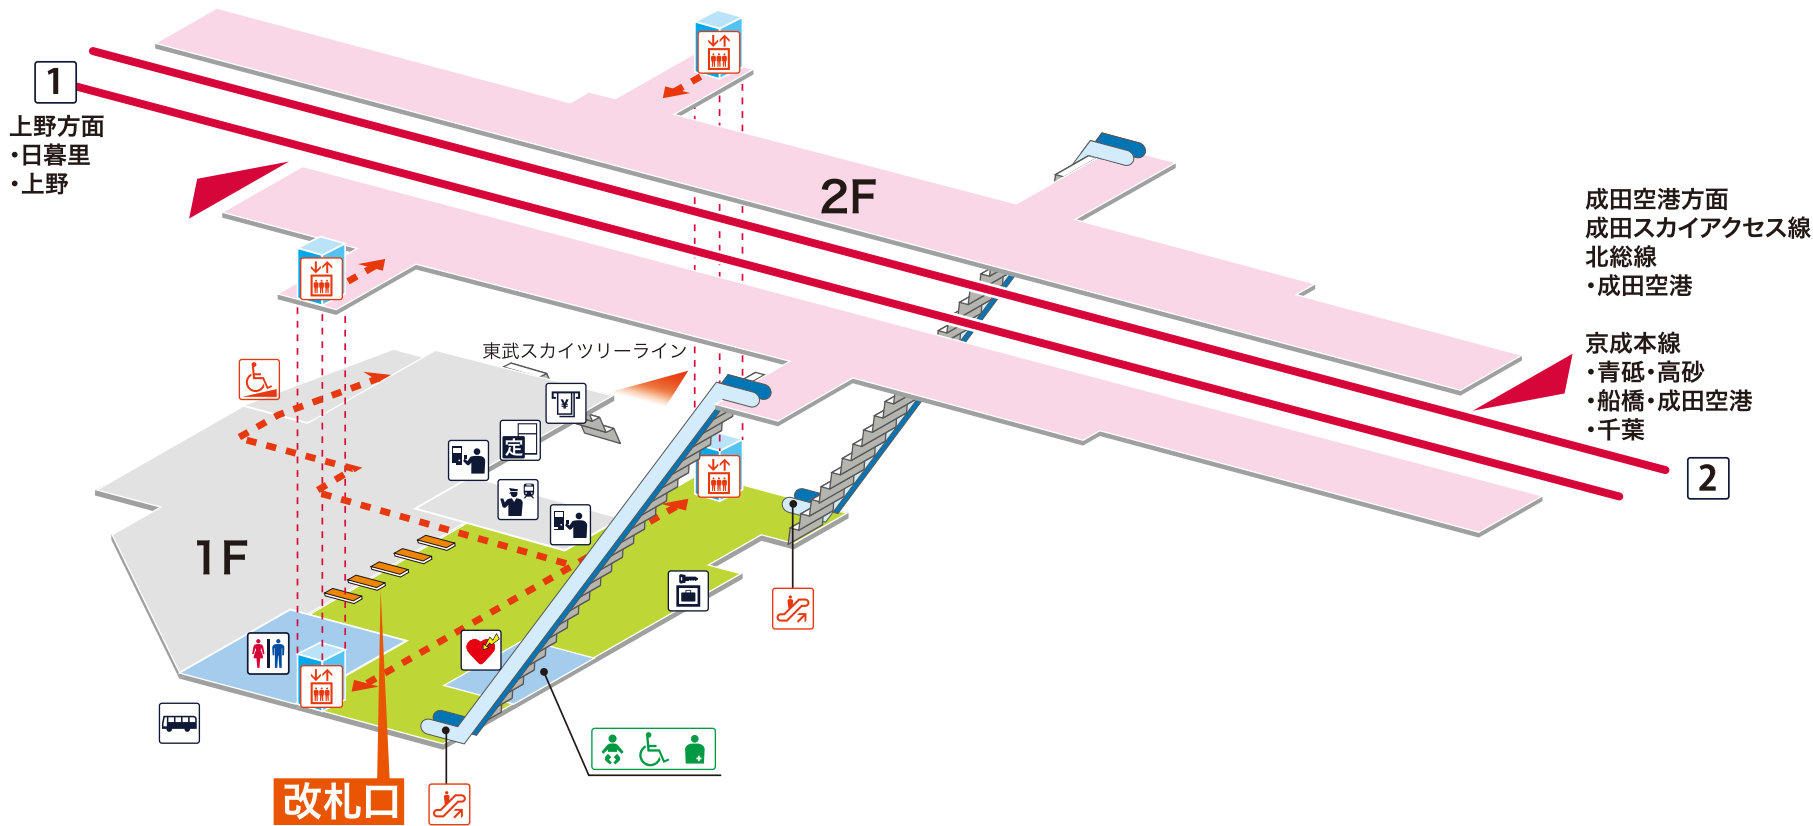 1
上野方面
・日暮里
・上野
2F
成田空港方面
成田スカイアクセス線
北総線
・成田空港
京成本線
・青砥・高砂
・船橋・成田空港
・千葉
2
東武スカイツリーライン
¥
定
1F
改札口